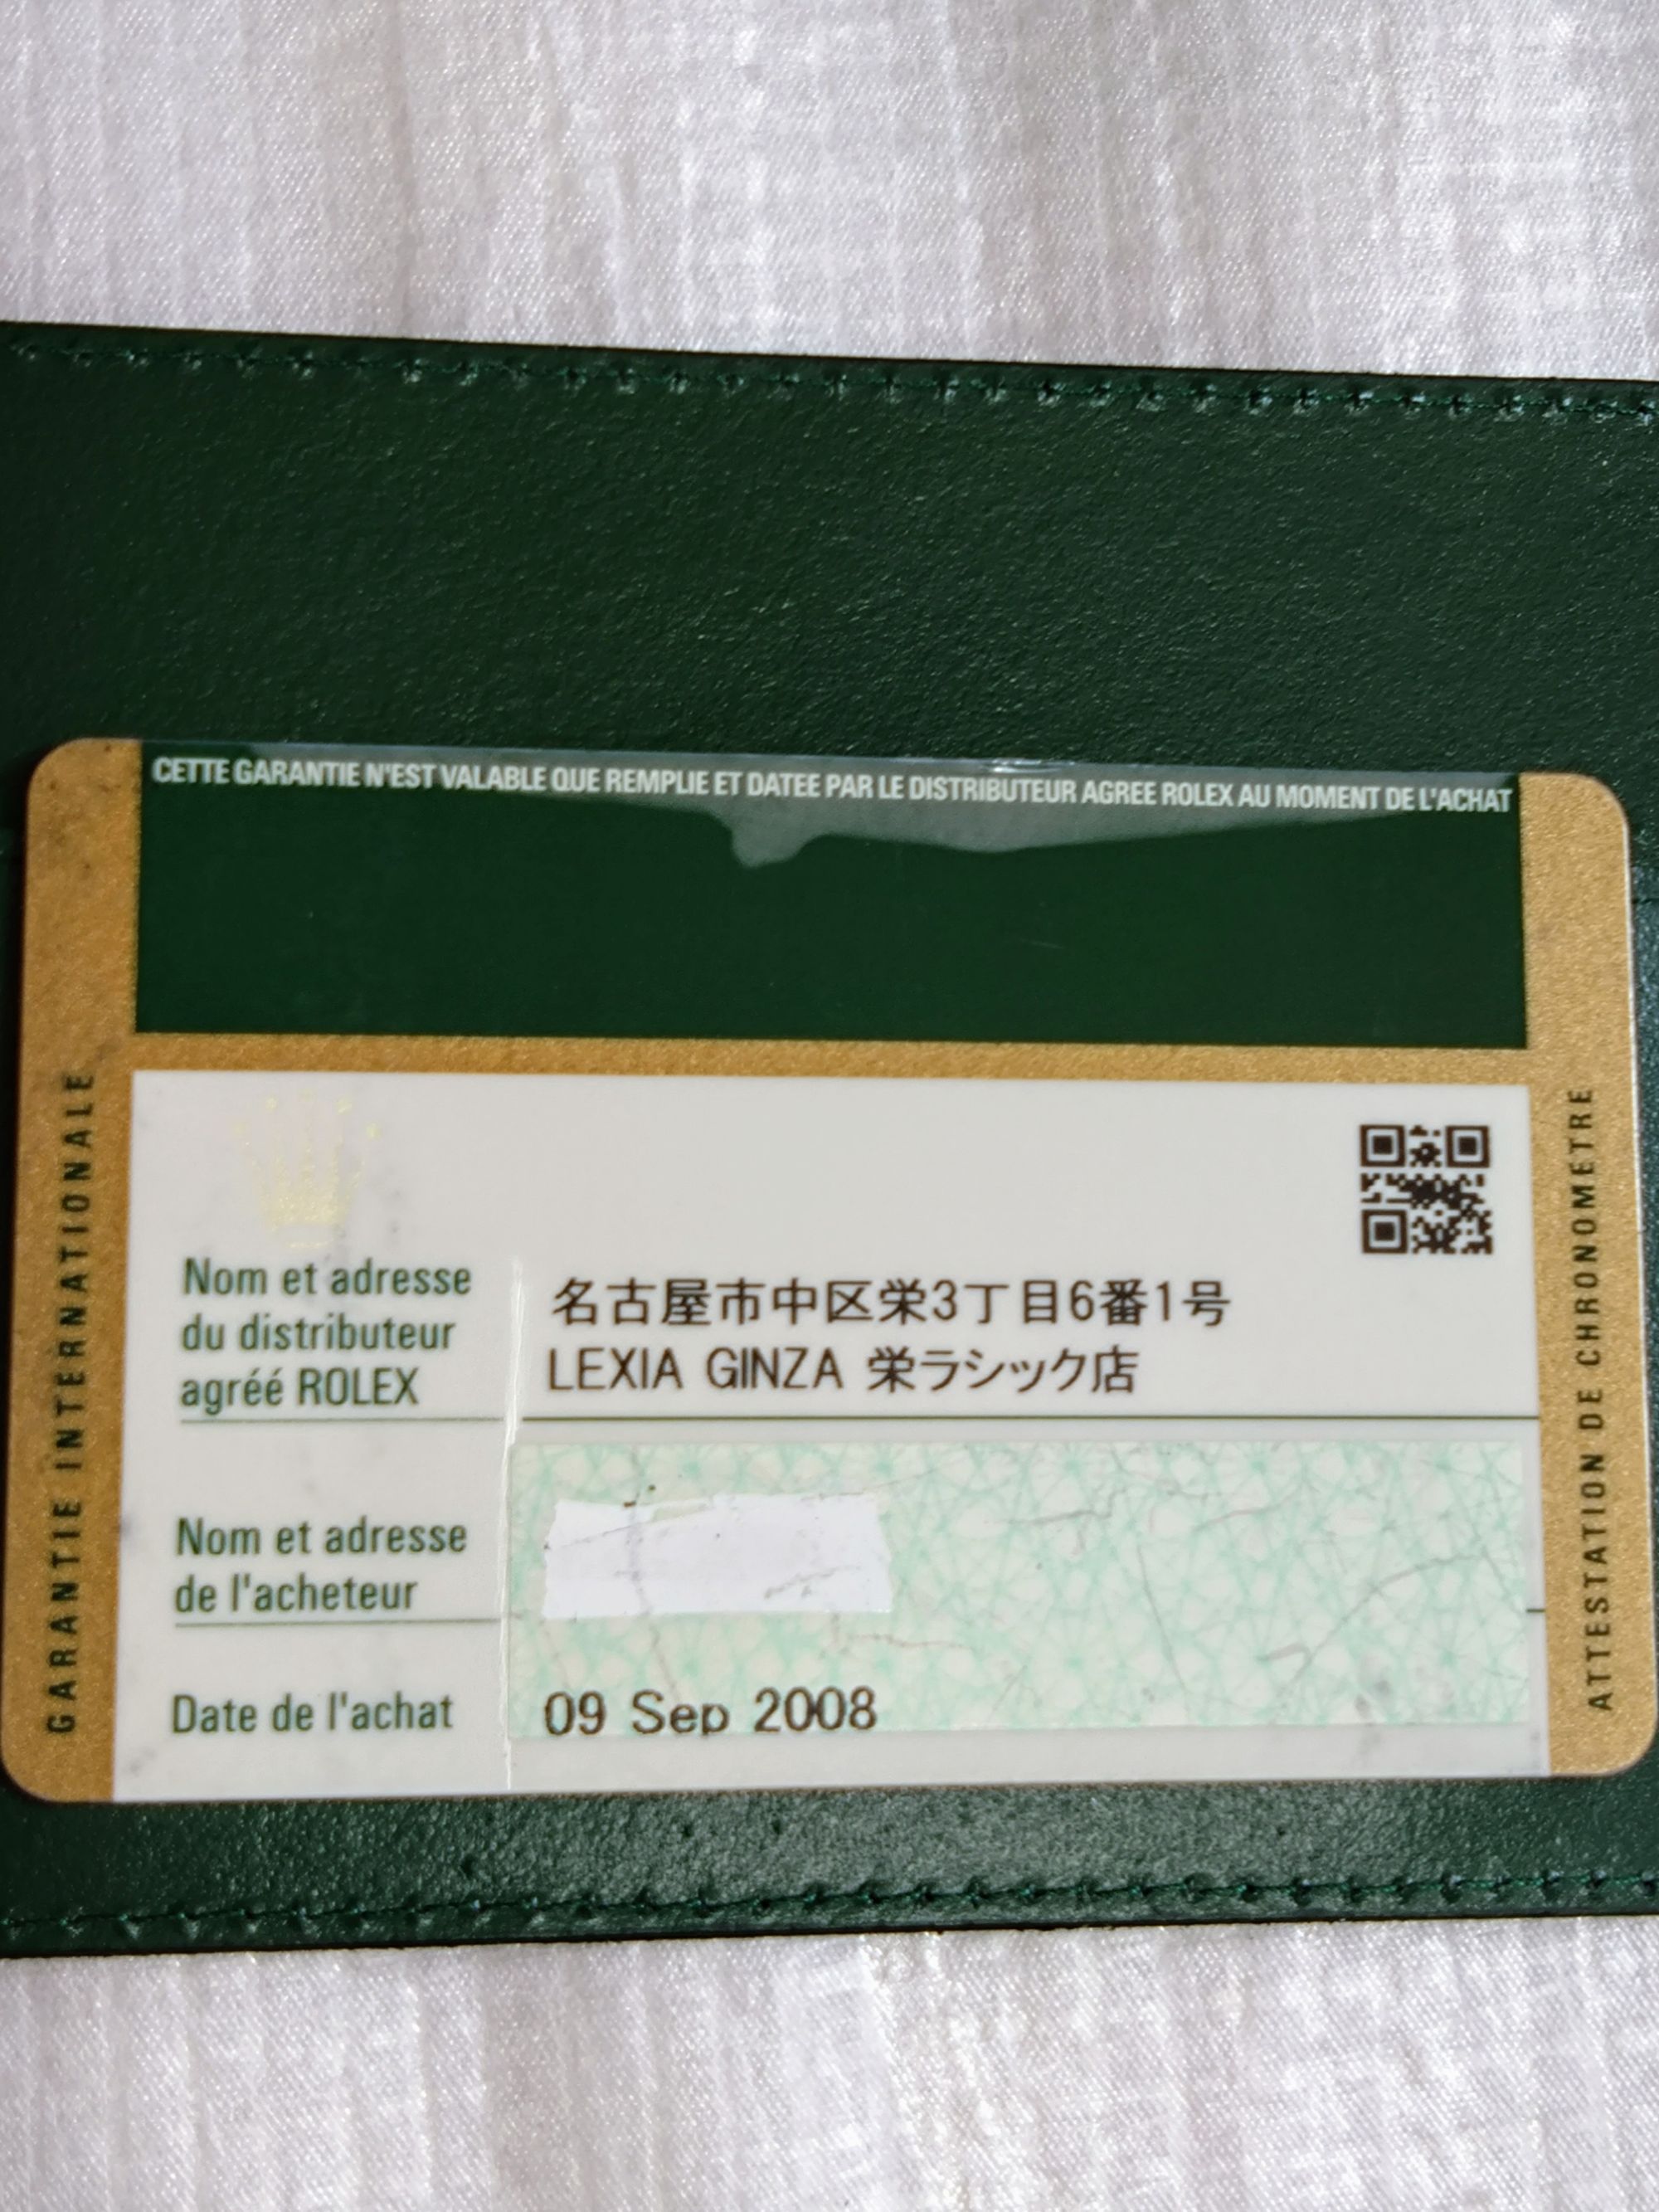 CETTE GARANTIE N'EST VALABLE QUE REMPLIE ET DATEE PAR LE DISTRIBUTEUR AGREE ROLEX AU MOMENT DE L'ACHAT
GARANTIE INTERNATIONALE
Nom et adresse
du distributeur
agréé ROLEX
名古屋市中区栄3丁目6番1号
LEXIA GINZA 栄ラシック店
Nom et adresse
de l'acheteur
Date de l'achat
09 Sep 2008
ATTESTATION DE CHRONOMETRE